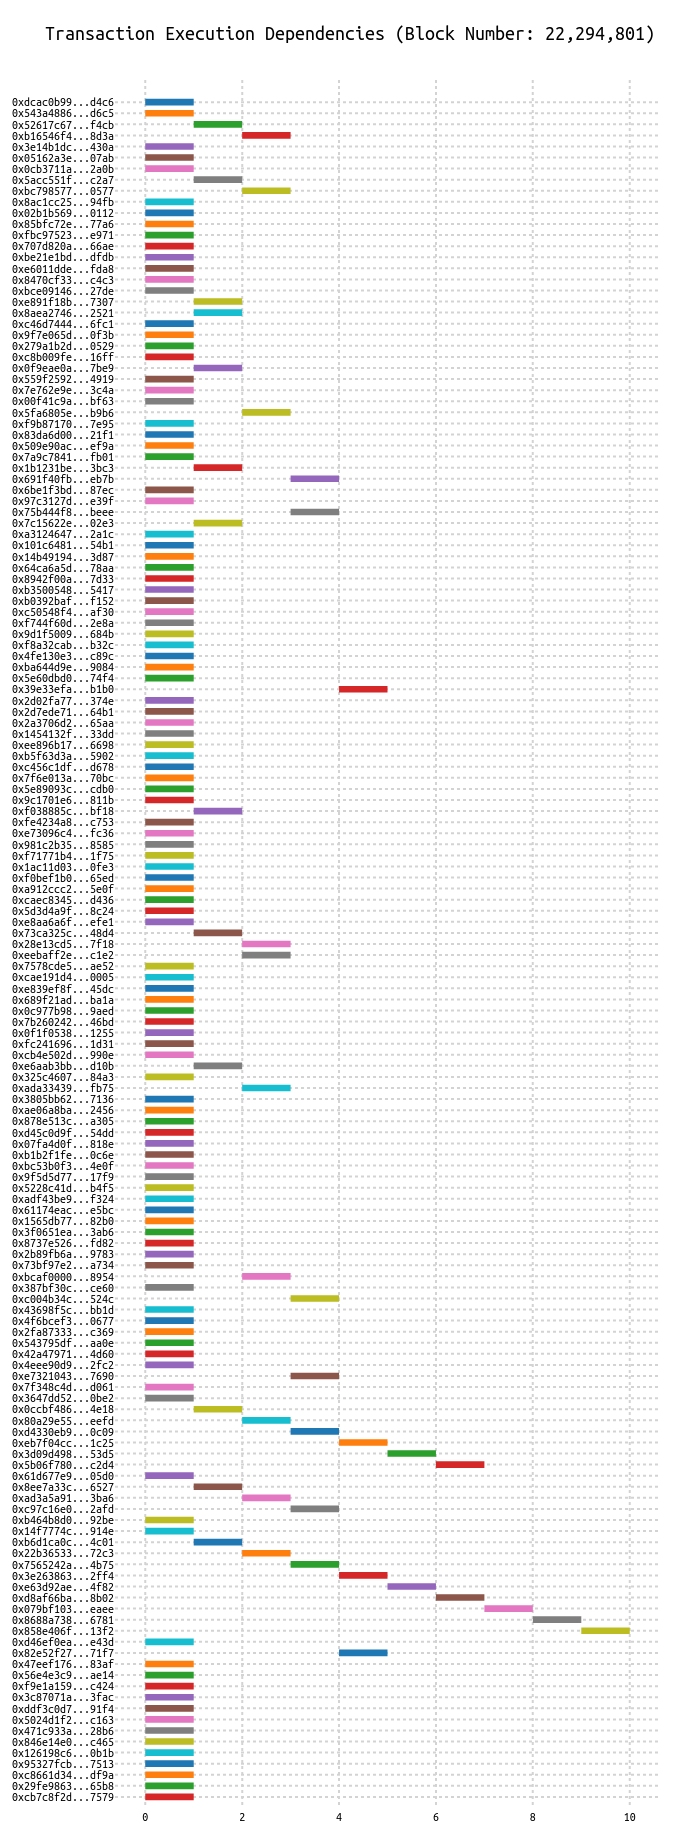 Transaction Execution Dependencies (Block Number: 22,294,801)
0xdcac0b99...d4c6
0x543a4886...d6c5
0x52617c67...f4cb
0xb16546f4...8d3a
0x3e14b1dc...430a
0x05162a3e...07ab
0x0cb3711a...2a0b
0x5acc551f...c2a7
0xbc798577...0577
0x8ac1cc25...94fb
0x02b1b569...0112
0x85bfc72e...77a6
0xfbc97523...e971
0x707d820a...66ae
0xbe21e1bd...dfdb
0xe6011dde...fda8
0x8470cf33...c4c3
0xbce09146...27de
0xe891f18b...7307
0x8aea2746...2521
0xc46d7444...6fc1
0x9f7e065d...0f3b
0x279a1b2d...0529
0xc8b009fe...16ff
0x0f9eae0a...7be9
0x559f2592...4919
0x7e762e9e...3c4a
0x00f41c9a...bf63
0x5fa6805e...b9b6
0xf9b87170...7e95
0x83da6d00...21f1
0x509e90ac...ef9a
0x7a9c7841...fb01
0x1b1231be...3bc3
0x691f40fb...eb7b
0x6be1f3bd...87ec
0x97c3127d...e39f
0x75b444f8...beee
0x7c15622e...02e3
0xa3124647...2a1c
0x101c6481...54b1
0x14b49194...3d87
0x64ca6a5d...78aa
0x8942f00a...7d33
0xb3500548...5417
0xb0392baf...f152
0xc50548f4...af30
0xf744f60d...2e8a
0x9d1f5009...684b
0xf8a32cab...b32c
0x4fe130e3...c89c
0xba644d9e...9084
0x5e60dbd0...74f4
0x39e33efa...b1b0
0x2d02fa77...374e
0x2d7ede71...64b1
0x2a3706d2...65aa
0x1454132f...33dd
0xee896b17...6698
0xb5f63d3a...5902
0xc456c1df...d678
0x7f6e013a...70bc
0x5e89093c...cdb0
0x9c1701e6...811b
0xf038885c...bf18
0xfe4234a8...c753
0xe73096c4...fc36
0x981c2b35...8585
0xf71771b4...1f75
0x1ac11d03...0fe3
0xf0bef1b0...65ed
0xa912ccc2...5e0f
0xcaec8345...d436
0x5d3d4a9f...8c24
0xe8aa6a6f...efe1
0x73ca325c...48d4
0x28e13cd5...7f18
0xeebaff2e...c1e2
0x7578cde5...ae52
0xcae191d4...0005
0xe839ef8f...45dc
0x689f21ad...ba1a
0x0c977b98...9aed
0x7b260242...46bd
0x0f1f0538...1255
0xfc241696...1d31
0xcb4e502d...990e
0xe6aab3bb...d10b
0x325c4607...84a3
0xada33439...fb75
0x3805bb62...7136
0xae06a8ba...2456
0x878e513c...a305
0xd45c0d9f...54dd
0x07fa4d0f...818e
0xb1b2f1fe...0c6e
0xbc53b0f3...4e0f
0x9f5d5d77...17f9
0x5228c41d...b4f5
0xadf43be9...f324
0x61174eac...e5bc
0x1565db77...82b0
0x3f0651ea...3ab6
0x8737e526...fd82
0x2b89fb6a...9783
0x73bf97e2...a734
0xbcaf0000...8954
0x387bf30c...ce60
0xc004b34c...524c
0x43698f5c...bb1d
0x4f6bcef3...0677
0x2fa87333...c369
0x543795df...aa0e
0x42a47971...4d60
0x4eee90d9...2fc2
0xe7321043...7690
0x7f348c4d...d061
0x3647dd52...0be2
0x0ccbf486...4e18
0x80a29e55...eefd
0xd4330eb9...0c09
0xeb7f04cc...1c25
0x3d09d498...53d5
0x5b06f780...c2d4
0x61d677e9...05d0
0x8ee7a33c...6527
0xad3a5a91...3ba6
0xc97c16e0...2afd
0xb464b8d0...92be
0x14f7774c...914e
0xb6d1ca0c...4c01
0x22b36533...72c3
0x7565242a...4b75
0x3e263863...2ff4
0xe63d92ae...4f82
0xd8af66ba...8b02
0x079bf103...eaee
0x8688a738...6781
0x858e406f...13f2
0xd46ef0ea...e43d
0x82e52f27...71f7
0x47eef176...83af
0x56e4e3c9...ae14
0xf9e1a159...c424
0x3c87071a...3fac
0xddf3c0d7...91f4
0x5024d1f2...c163
0x471c933a...28b6
0x846e14e0...c465
0x126198c6...0b1b
0x95327fcb...7513
0xc8661d34...df9a
0x29fe9863...65b8
0xcb7c8f2d...7579
0 2 4 6 8 10